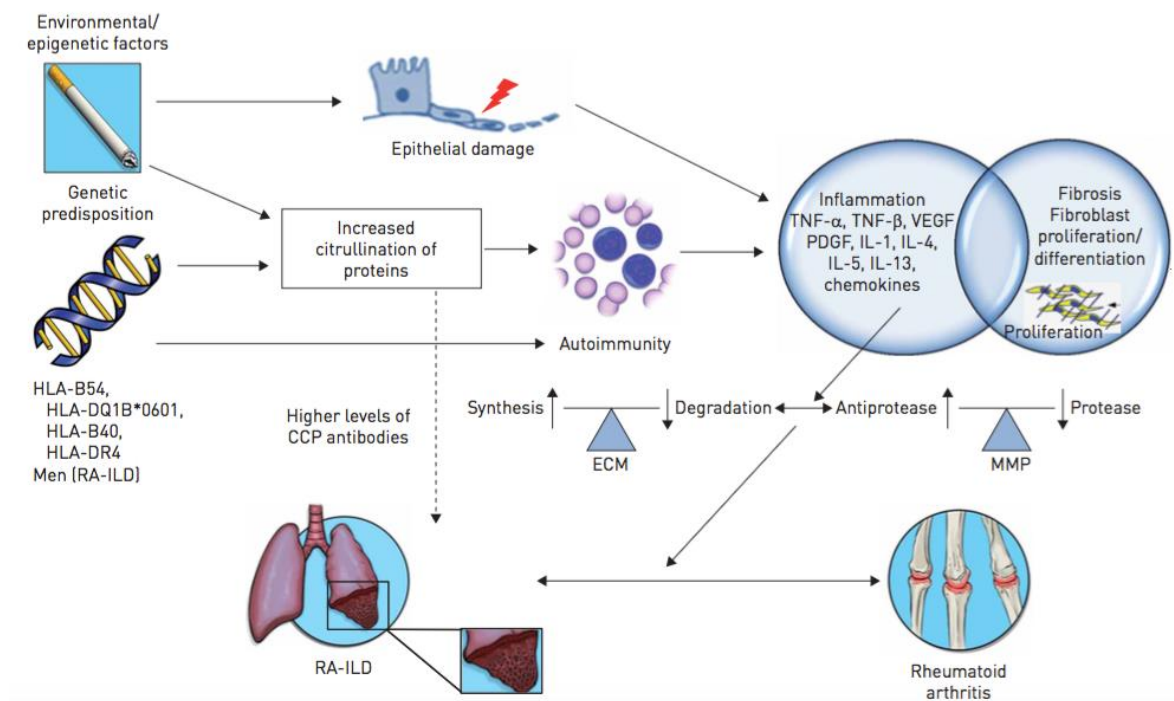 Environmental/
epigenetic factors
Epithelial damage
Genetic
predisposition
Increased
citrullination of
proteins
Inflammation
TNF-α, TNF-β, VEGF
PDGF, IL-1, IL-4,
IL-5, IL-13,
chemokines
Fibrosis
Fibroblast
proliferation/
differentiation
Proliferation
Autoimmunity
HLA-B54,
HLA-DQ1B*0601,
HLA-B40,
HLA-DR4
Men (RA-ILD)
Higher levels of
CCP antibodies
Synthesis
Degradation
Antiprotease
Protease
ECM
MMP
RA-ILD
Rheumatoid
arthritis